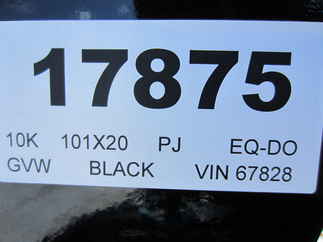 17875
10K 101X20 PJ EQ-DO
GVW BLACK VIN 67828